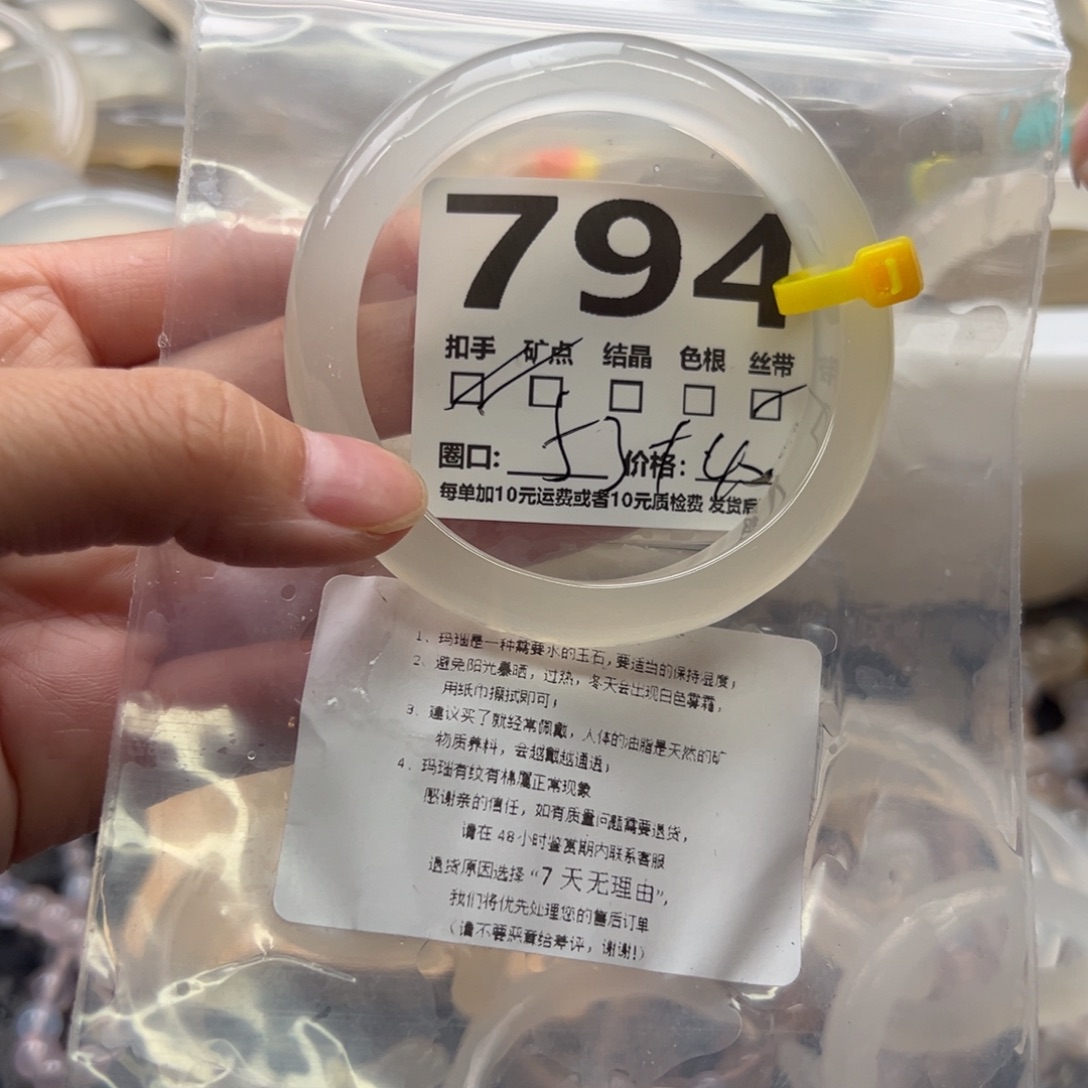 794
扣手 矿点 结晶 色根 丝带
圈口： 价格：
每单加10元运费或者10元质检费 发货后
1、玛瑙是一种需要水的玉石，要适当的保持湿度；
2、避免阳光暴晒，过热，冬天会出现白色雾霜，
用纸巾擦拭即可；
3、建议买了就经常佩戴，人体的油脂是天然的矿
物质养料，会越戴越通透；
4、玛瑙有纹有棉属正常现象
感谢亲的信任，如有质量问题需要退货，
请在 48 小时鉴赏期内联系客服
退货原因选择“7 天无理由”，
我们将优先处理您的售后订单
（请不要恶意给差评，谢谢！）